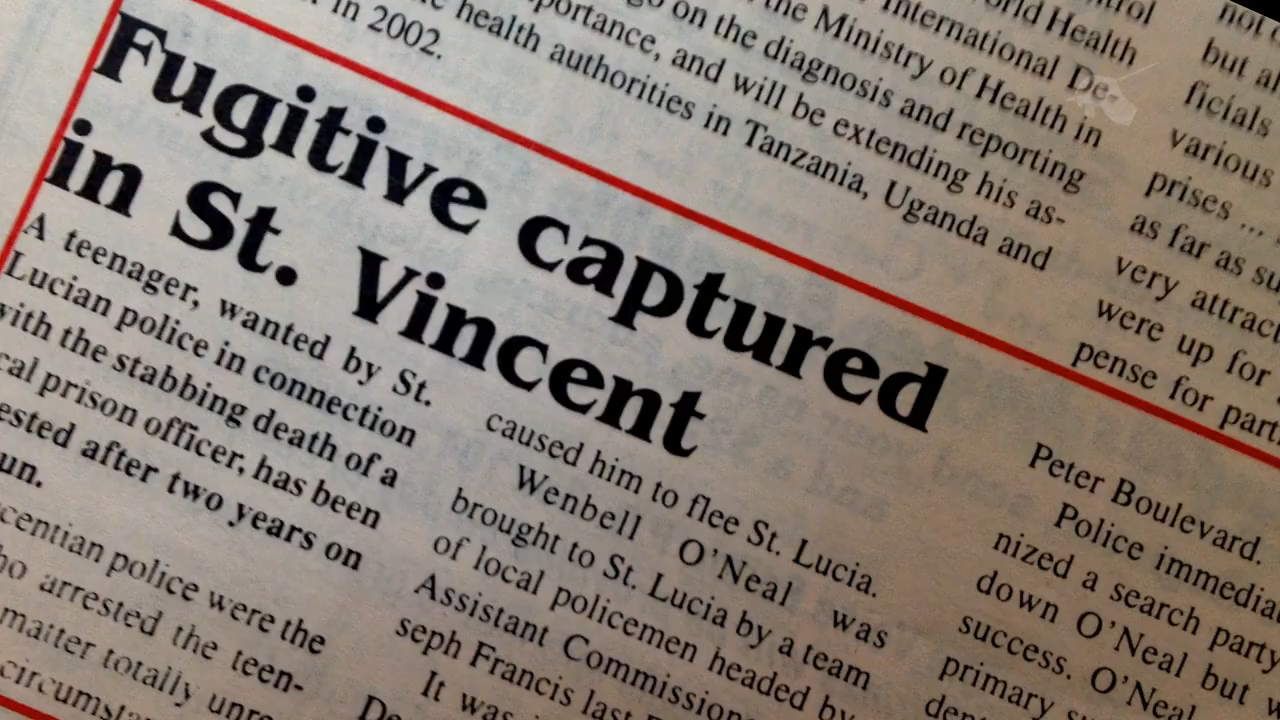 in 2002.
health authorities in Tanzania, Uganda and
portance, and will be extending his as-
go on the diagnosis and reporting
the Ministry of Health in
International De-
World Health
Fugitive captured
in St. Vincent
A teenager, wanted by St.
Lucian police in connection
with the stabbing death of a
cal prison officer, has been
ested after two years on
un.
centian police were the
ho arrested the teen-
matter totally unre
circumsta
caused him to flee St. Lucia.
Wenbell O'Neal was
brought to St. Lucia by a team
of local policemen headed by
Assistant Commissione
seph Francis last
It was
De
not
but al
ficials
various
prises ...
as far as su
very attract
were up for
pense for part
Peter Boulevard.
Police immedia
nized a search party
down O'Neal but w
success. O'Neal
primary s
den